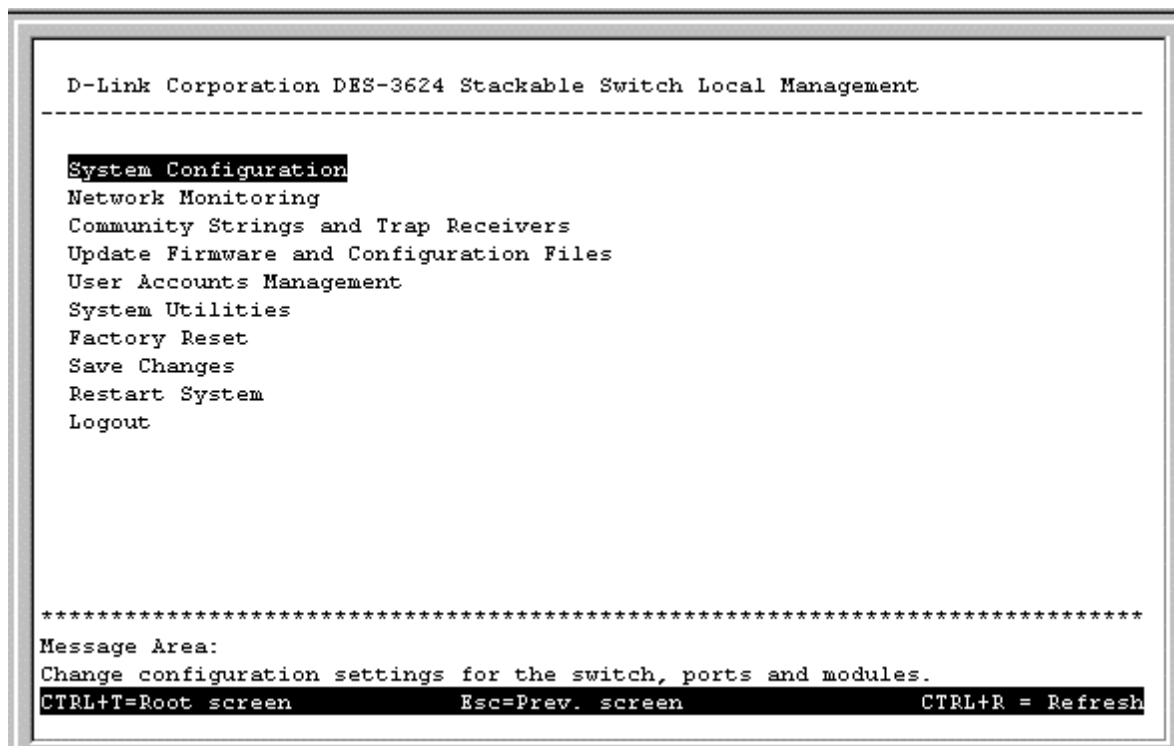 D-Link Corporation DES-3624 Stackable Switch Local Management
-------------------------------------------------------------------------------
System Configuration
Network Monitoring
Community Strings and Trap Receivers
Update Firmware and Configuration Files
User Accounts Management
System Utilities
Factory Reset
Save Changes
Restart System
Logout
*******************************************************************************
Message Area:
Change configuration settings for the switch, ports and modules.
CTRL+T=Root screen Esc=Prev. screen CTRL+R = Refresh